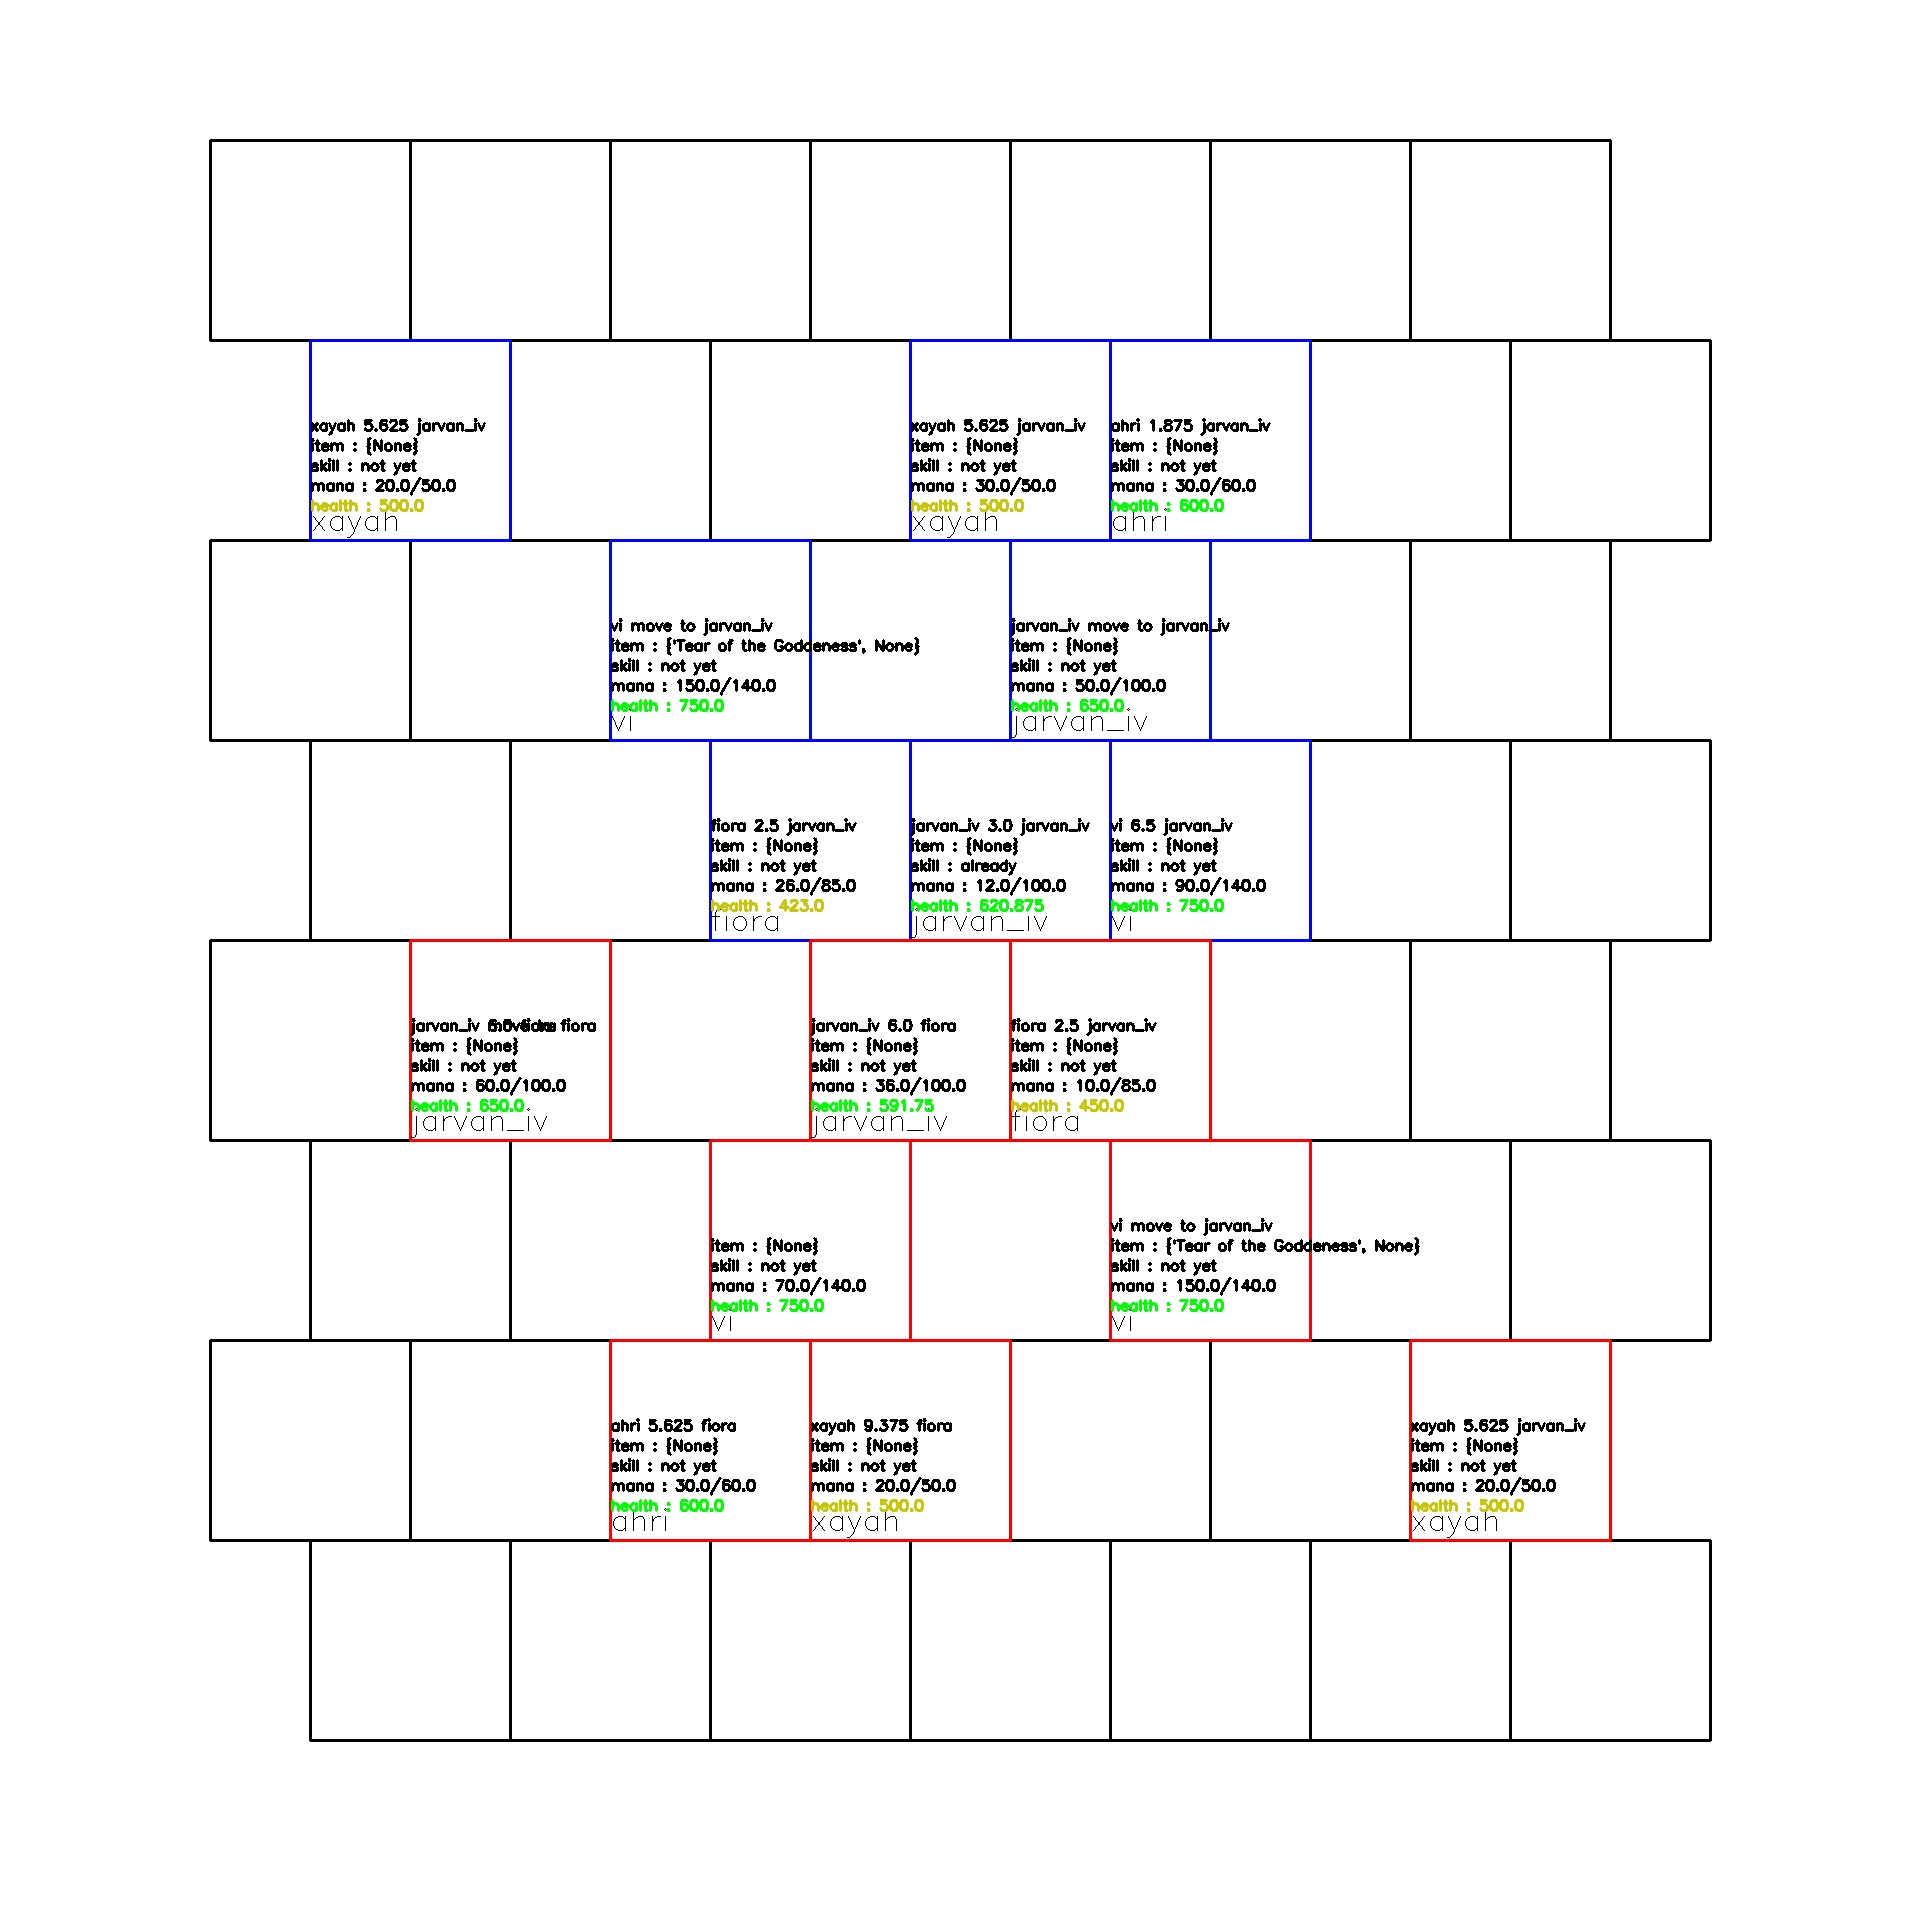 xayah 5.625 jarvan_iv
item : {None}
skill : not yet
mana : 20.0/50.0
health : 500.0
xayah
xayah 5.625 jarvan_iv
item : {None}
skill : not yet
mana : 30.0/50.0
health : 500.0
xayah
ahri 1.875 jarvan_iv
item : {None}
skill : not yet
mana : 30.0/60.0
health : 600.0
ahri
vi move to jarvan_iv
item : {'Tear of the Goddeness', None}
skill : not yet
mana : 150.0/140.0
health : 750.0
vi
jarvan_iv move to jarvan_iv
item : {None}
skill : not yet
mana : 50.0/100.0
health : 650.0
jarvan_iv
fiora 2.5 jarvan_iv
item : {None}
skill : not yet
mana : 26.0/85.0
health : 423.0
fiora
jarvan_iv 3.0 jarvan_iv
item : {None}
skill : already
mana : 12.0/100.0
health : 620.875
jarvan_iv
vi 6.5 jarvan_iv
item : {None}
skill : not yet
mana : 90.0/140.0
health : 750.0
vi
jarvan_iv fiora
item : {None}
skill : not yet
mana : 60.0/100.0
health : 650.0
jarvan_iv
jarvan_iv 6.0 fiora
item : {None}
skill : not yet
mana : 36.0/100.0
health : 591.75
jarvan_iv
fiora 2.5 jarvan_iv
item : {None}
skill : not yet
mana : 10.0/85.0
health : 450.0
fiora
item : {None}
skill : not yet
mana : 70.0/140.0
health : 750.0
vi
vi move to jarvan_iv
item : {'Tear of the Goddeness', None}
skill : not yet
mana : 150.0/140.0
health : 750.0
vi
ahri 5.625 fiora
item : {None}
skill : not yet
mana : 30.0/60.0
health : 600.0
ahri
xayah 9.375 fiora
item : {None}
skill : not yet
mana : 20.0/50.0
health : 500.0
xayah
xayah 5.625 jarvan_iv
item : {None}
skill : not yet
mana : 20.0/50.0
health : 500.0
xayah